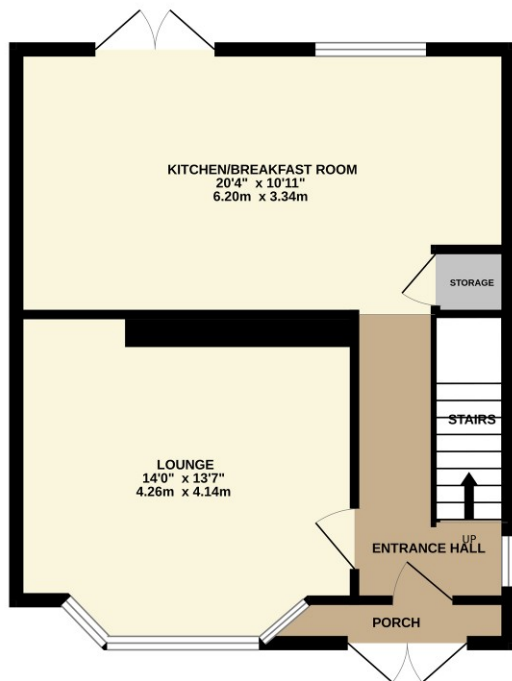 KITCHEN/BREAKFAST ROOM
20'4" x 10'11"
6.20m x 3.34m
STORAGE
STAIRS
LOUNGE
14'0" x 13'7"
4.26m x 4.14m
UP
ENTRANCE HALL
PORCH